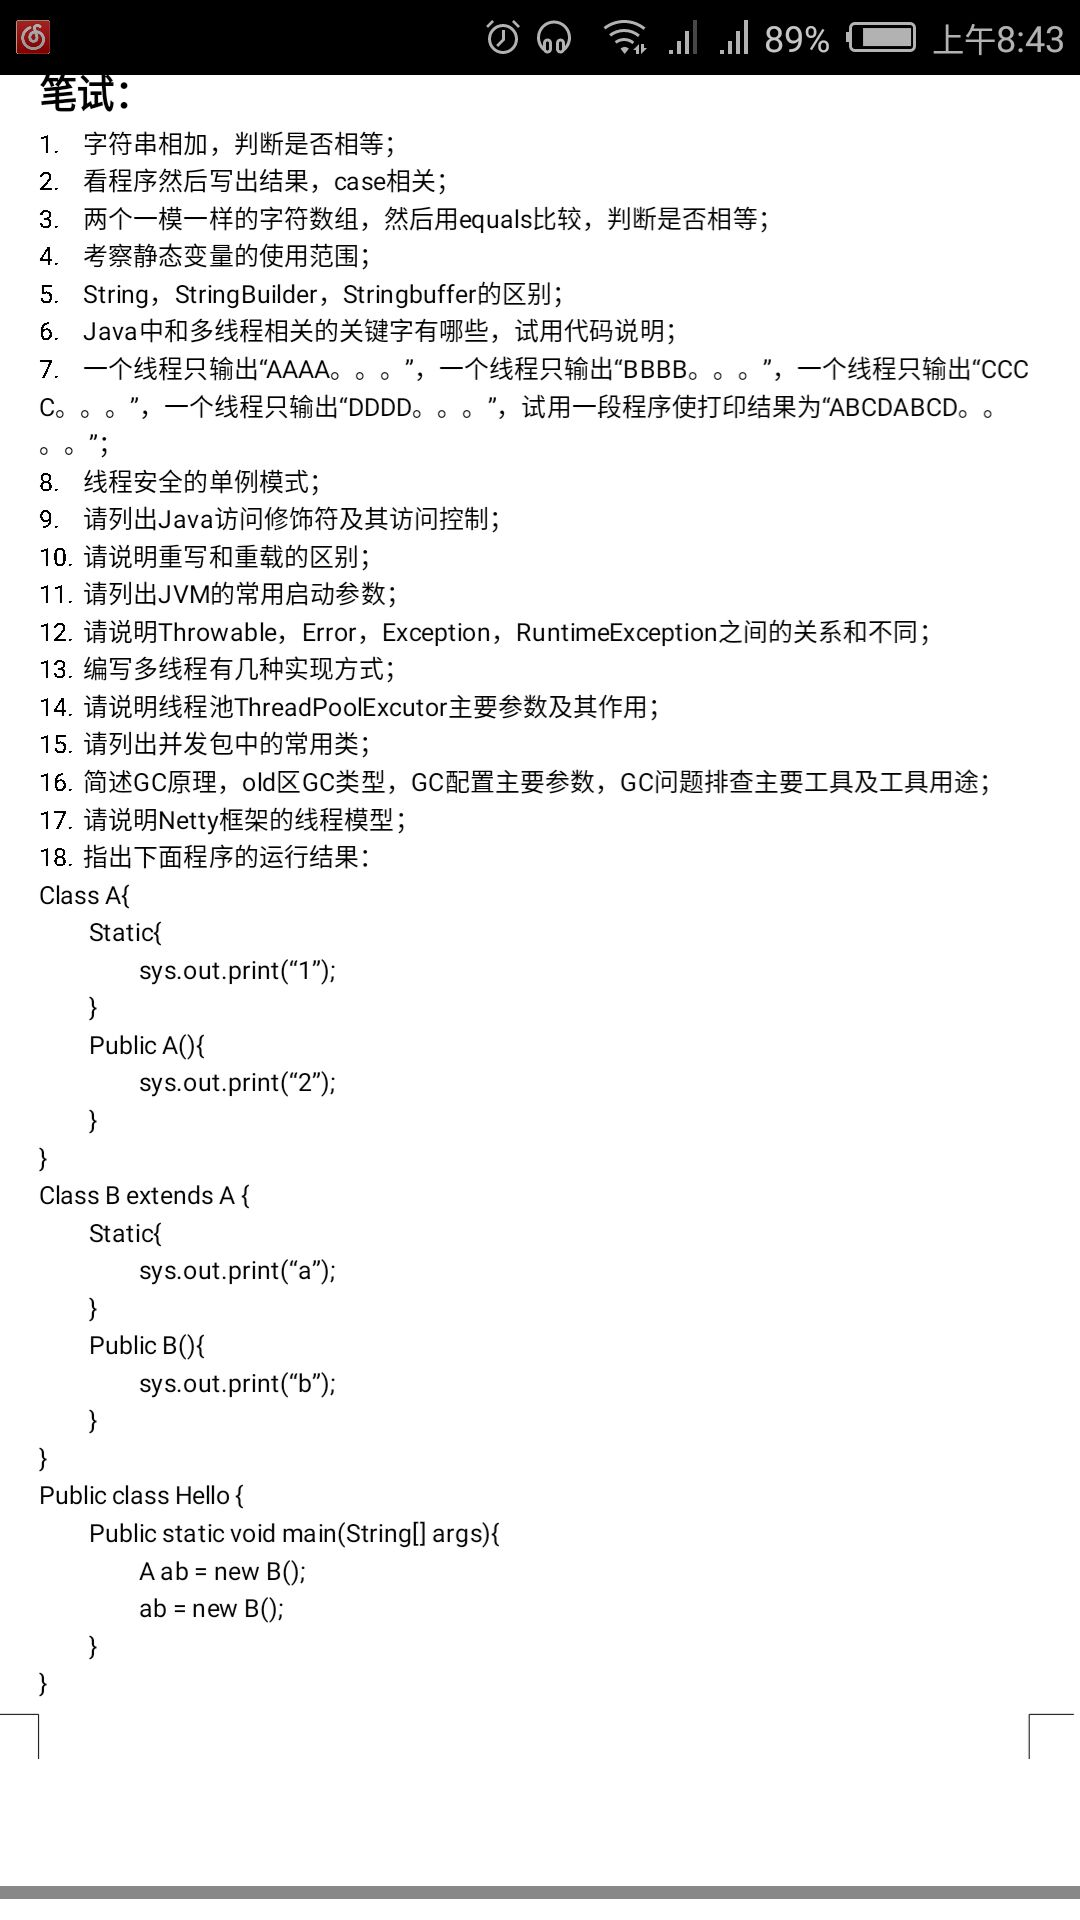 89% 上午8:43
笔试：
1. 字符串相加，判断是否相等；
2. 看程序然后写出结果，case相关；
3. 两个一模一样的字符数组，然后用equals比较，判断是否相等；
4. 考察静态变量的使用范围；
5. String，StringBuilder，Stringbuffer的区别；
6. Java中和多线程相关的关键字有哪些，试用代码说明；
7. 一个线程只输出“AAAA。。。”，一个线程只输出“BBBB。。。”，一个线程只输出“CCC
C。。。”，一个线程只输出“DDDD。。。”，试用一段程序使打印结果为“ABCDABCD。。
。。”；
8. 线程安全的单例模式；
9. 请列出Java访问修饰符及其访问控制；
10. 请说明重写和重载的区别；
11. 请列出JVM的常用启动参数；
12. 请说明Throwable，Error，Exception，RuntimeException之间的关系和不同；
13. 编写多线程有几种实现方式；
14. 请说明线程池ThreadPoolExcutor主要参数及其作用；
15. 请列出并发包中的常用类；
16. 简述GC原理，old区GC类型，GC配置主要参数，GC问题排查主要工具及工具用途；
17. 请说明Netty框架的线程模型；
18. 指出下面程序的运行结果：
Class A{
Static{
sys.out.print(“1”);
}
Public A(){
sys.out.print(“2”);
}
}
Class B extends A {
Static{
sys.out.print(“a”);
}
Public B(){
sys.out.print(“b”);
}
}
Public class Hello {
Public static void main(String[] args){
A ab = new B();
ab = new B();
}
}